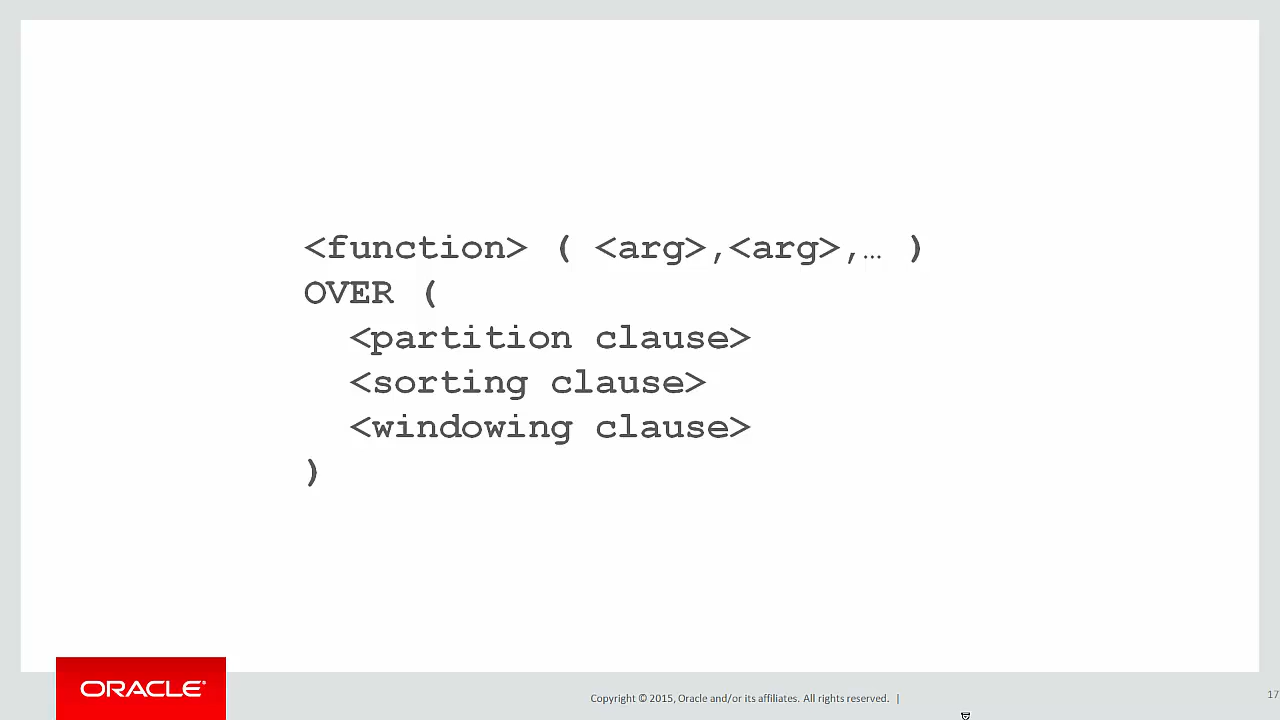 <function> ( <arg>,<arg>,… )
OVER (
<partition clause>
<sorting clause>
<windowing clause>
)
ORACLE®
Copyright © 2015, Oracle and/or its affiliates. All rights reserved. |
17